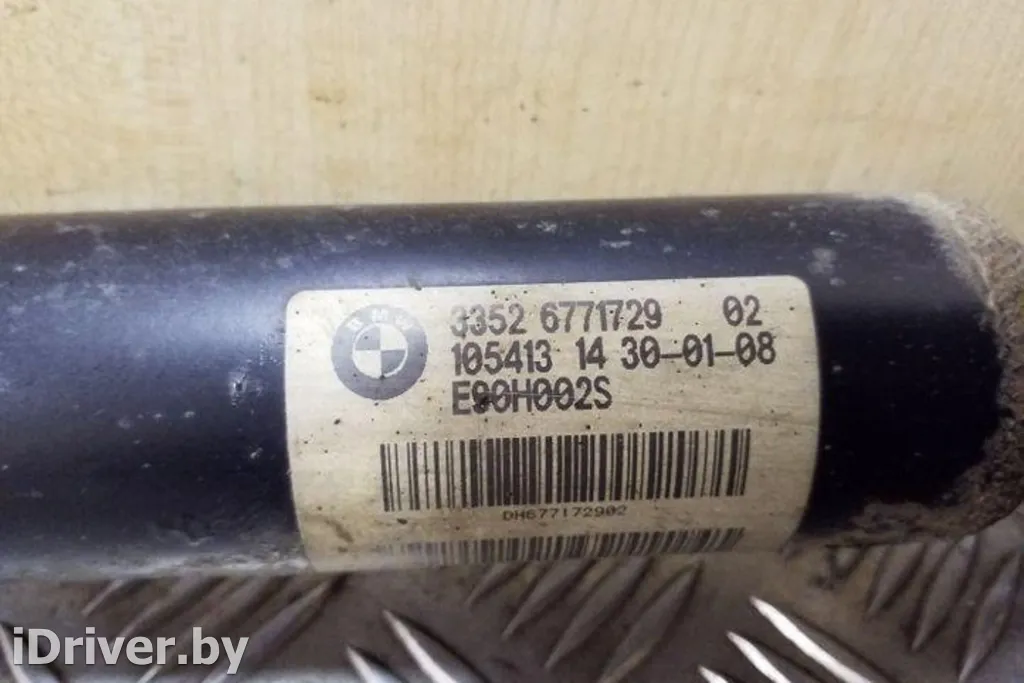 BMW
3352 6771729 02
105413 14 30-01-08
E90H002S
DH677172902
iDriver.by